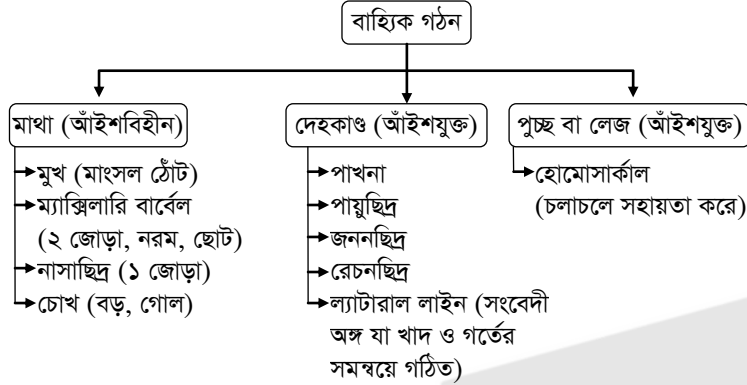 বাহ্যিক গঠন
মাথা (আঁইশবিহীন)
মুখ (মাংসল ঠোঁট)
ম্যাক্সিলারি বার্বেল
(২ জোড়া, নরম, ছোট)
নাসাছিদ্র (১ জোড়া)
চোখ (বড়, গোল)
দেহকাণ্ড (আঁইশযুক্ত)
পাখনা
পায়ুছিদ্র
জননছিদ্র
রেচনছিদ্র
ল্যাটারাল লাইন (সংবেদী
অঙ্গ যা খাদ ও গর্তের
সমন্বয়ে গঠিত)
পুচ্ছ বা লেজ (আঁইশযুক্ত)
হোমোসার্কাল
(চলাচলে সহায়তা করে)